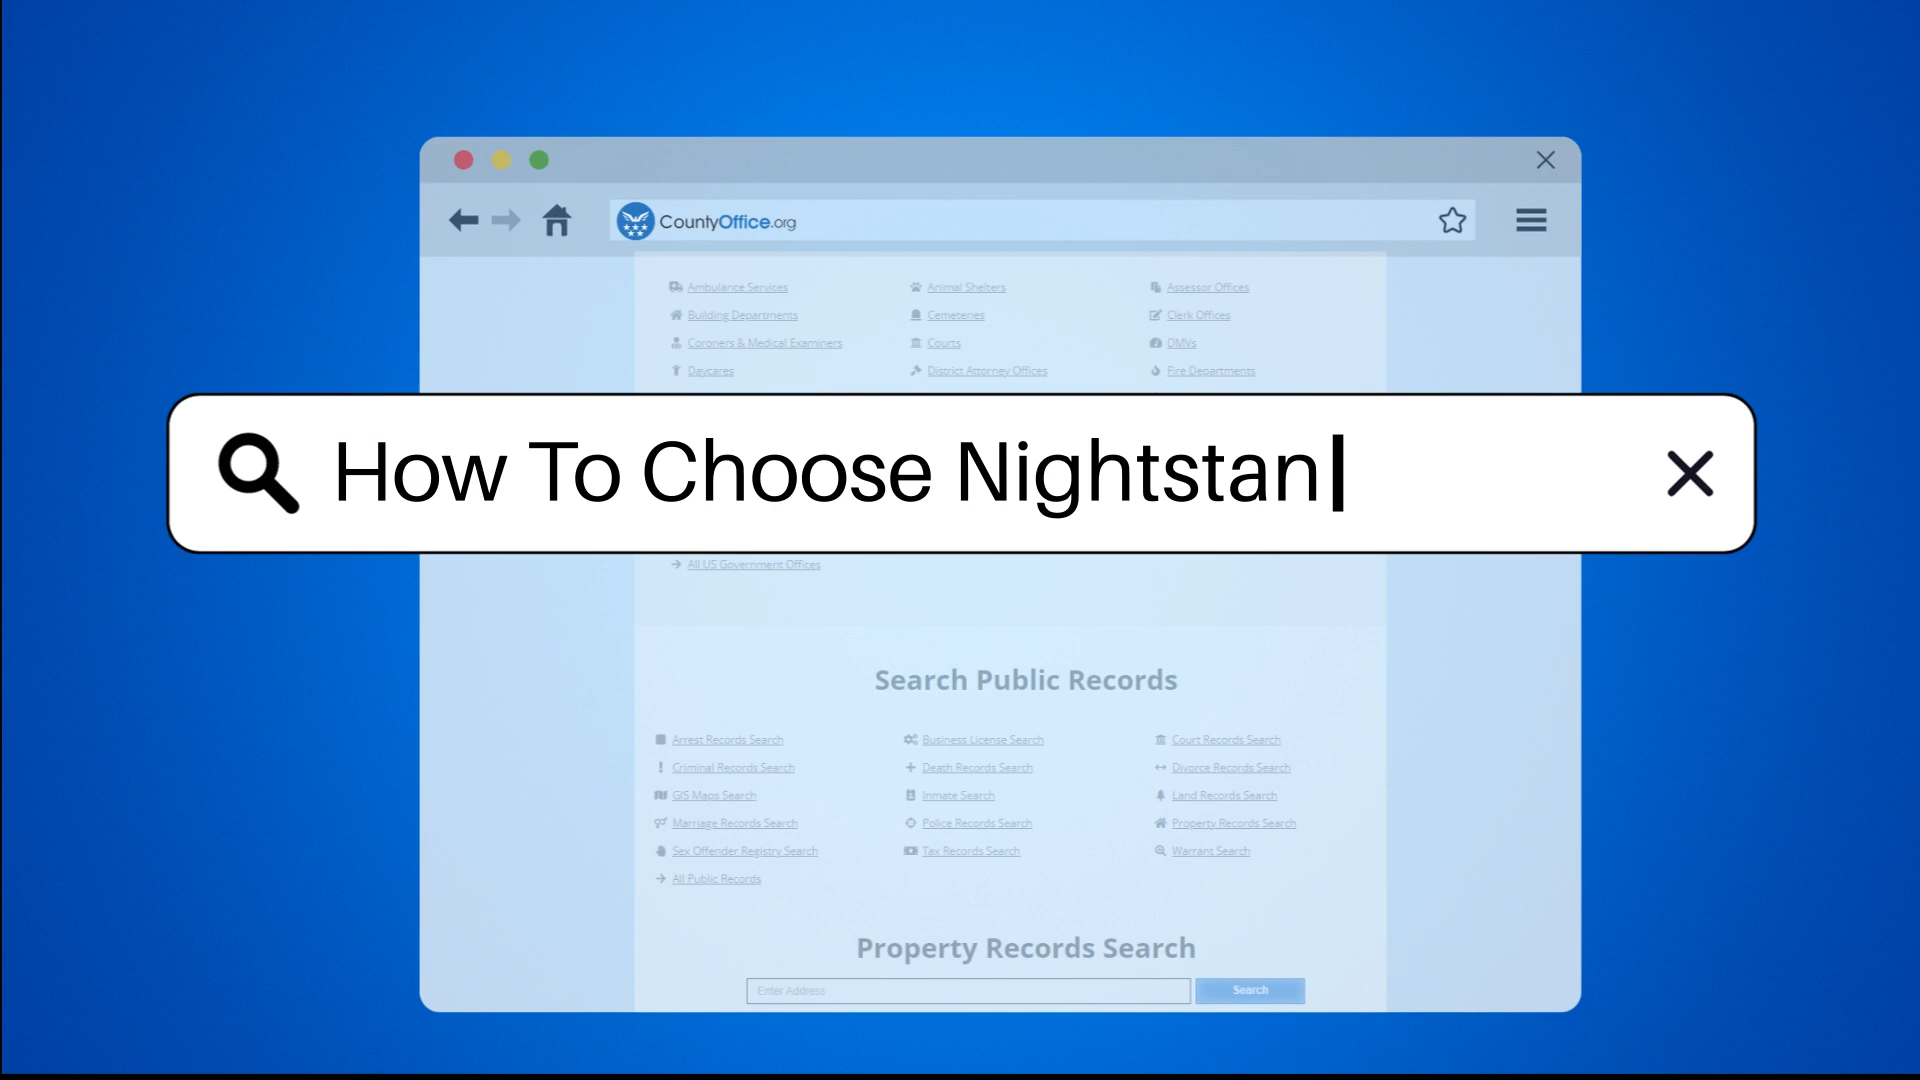 CountyOffice.org
Ambulance Services Animal Shelters Assessor Offices
Building Departments Cemeteries Clerk Offices
Coroners & Medical Examiners Courts DMVs
Daycares District Attorney Offices Fire Departments
How To Choose Nightstan
All US Government Offices
Search Public Records
Arrest Records Search Business License Search Court Records Search
Criminal Records Search Death Records Search Divorce Records Search
GIS Maps Search Inmate Search Land Records Search
Marriage Records Search Police Records Search Property Records Search
Sex Offender Registry Search Tax Records Search Warrant Search
All Public Records
Property Records Search
Enter Address Search